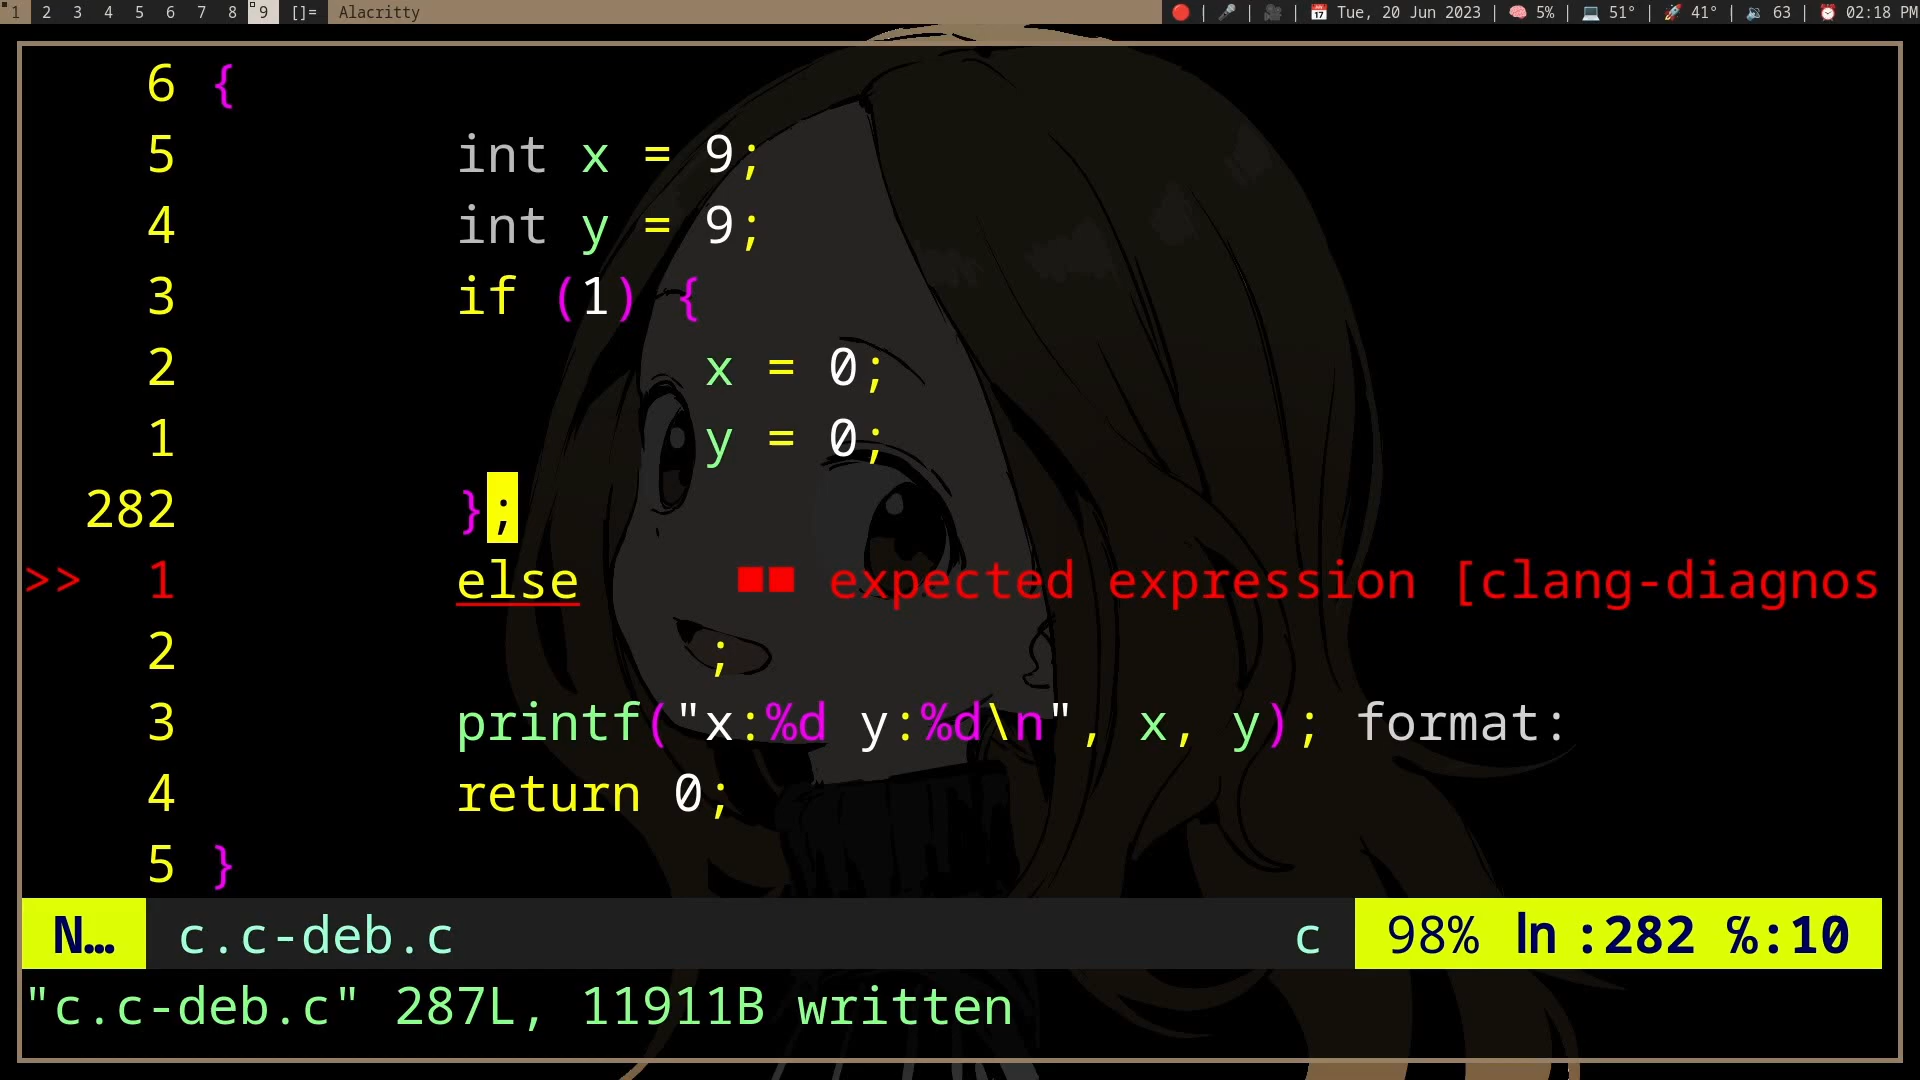 1 2 3 4 5 6 7 8 9 []= Alacritty | | | Tue, 20 Jun 2023 | 5% | 51° | 41° | 63 | 02:18 PM
6 {
5 int x = 9;
4 int y = 9;
3 if (1) {
2 x = 0;
1 y = 0;
282 };
>> 1 else ■■ expected expression [clang-diagnos
2 ;
3 printf("x:%d y:%d\n", x, y); format:
4 return 0;
5 }
N… c.c-deb.c c 98% ln :282 ℅:10
"c.c-deb.c" 287L, 11911B written